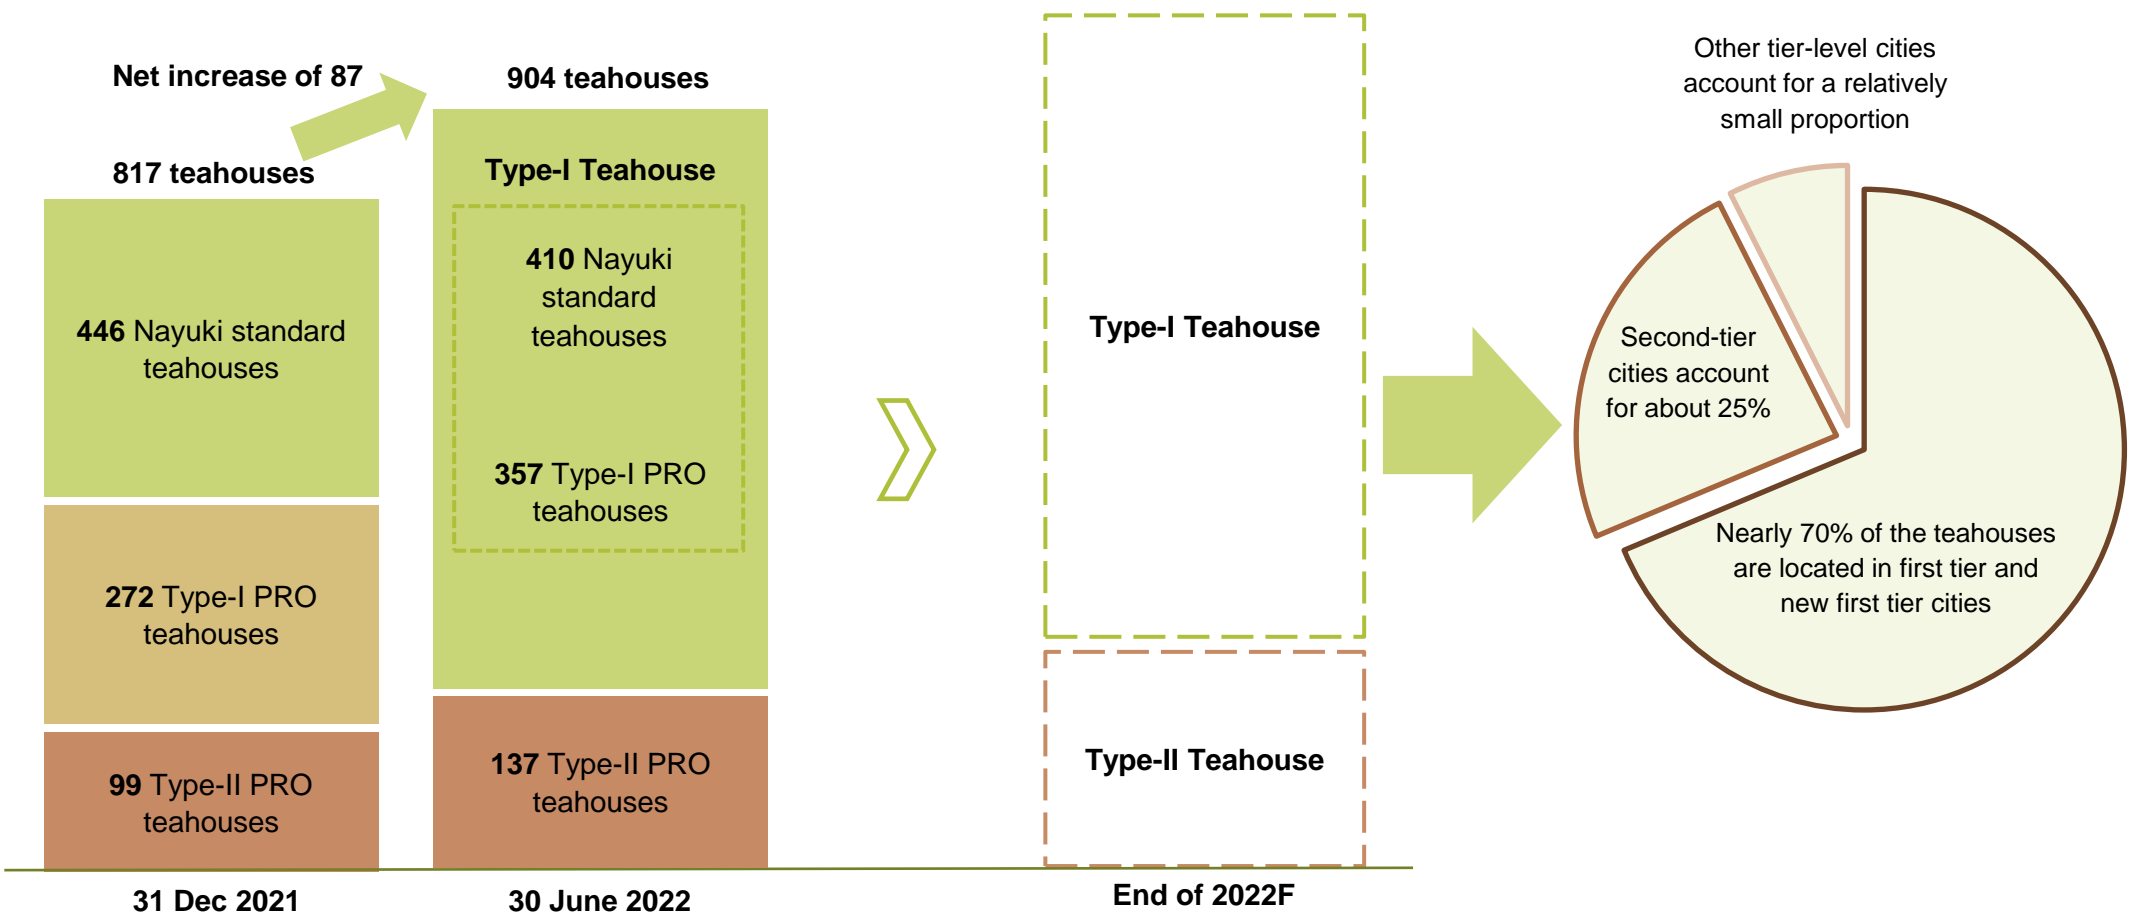 Net increase of 87
817 teahouses
446 Nayuki standard
teahouses
272 Type-I PRO
teahouses
99 Type-II PRO
teahouses
31 Dec 2021
904 teahouses
Type-I Teahouse
410 Nayuki
standard
teahouses
357 Type-I PRO
teahouses
137 Type-II PRO
teahouses
30 June 2022
Type-I Teahouse
Type-II Teahouse
End of 2022F
Other tier-level cities
account for a relatively
small proportion
Second-tier
cities account
for about 25%
Nearly 70% of the teahouses
are located in first tier and
new first tier cities